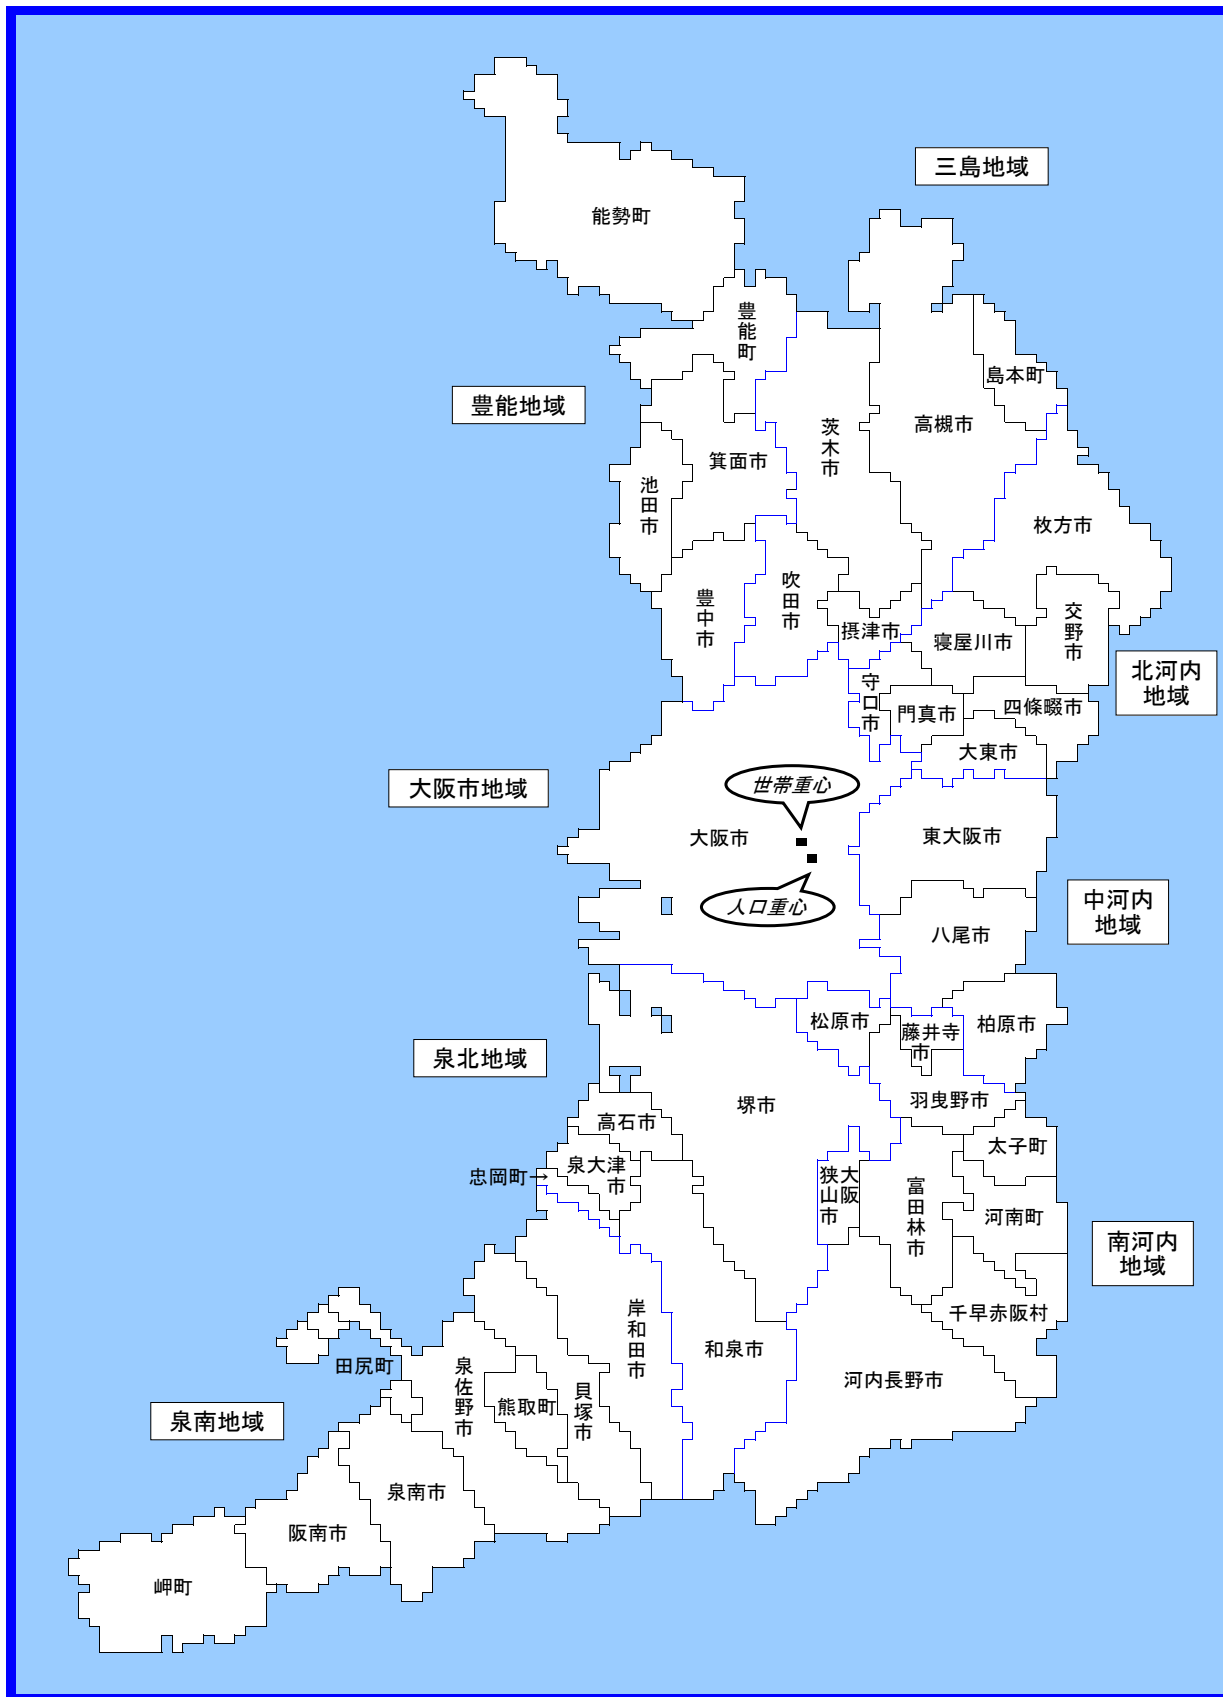 三島地域
能勢町
豊能町
島本町
豊能地域
高槻市
茨木市
箕面市
池田市
枚方市
吹田市
豊中市
交野市
摂津市
寝屋川市
北河内
地域
守口市
門真市
四條畷市
大東市
大阪市地域
世帯重心
大阪市
東大阪市
人口重心
中河内
地域
八尾市
松原市
藤井寺
市
柏原市
泉北地域
堺市
羽曳野市
高石市
太子町
泉大津
市
忠岡町→
大阪
狭山市
富田林市
河南町
南河内
地域
千早赤阪村
岸和田市
和泉市
河内長野市
田尻町
泉佐野市
熊取町
貝塚市
泉南地域
泉南市
阪南市
岬町